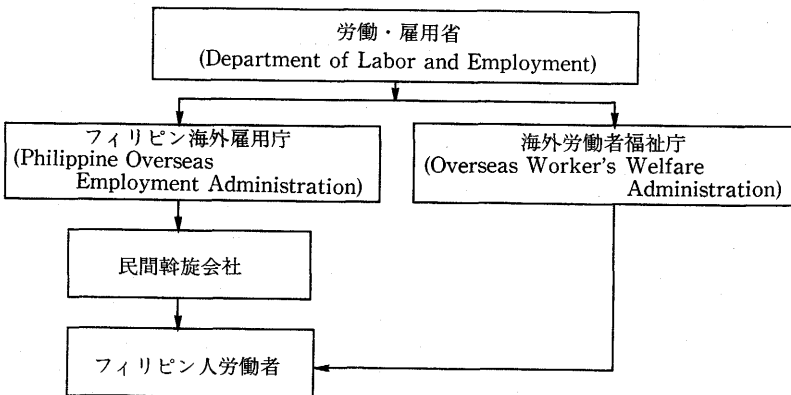 労働・雇用省
(Department of Labor and Employment)
フィリピン海外雇用庁
(Philippine Overseas
Employment Administration)
海外労働者福祉庁
(Overseas Worker's Welfare
Administration)
民間斡旋会社
フィリピン人労働者